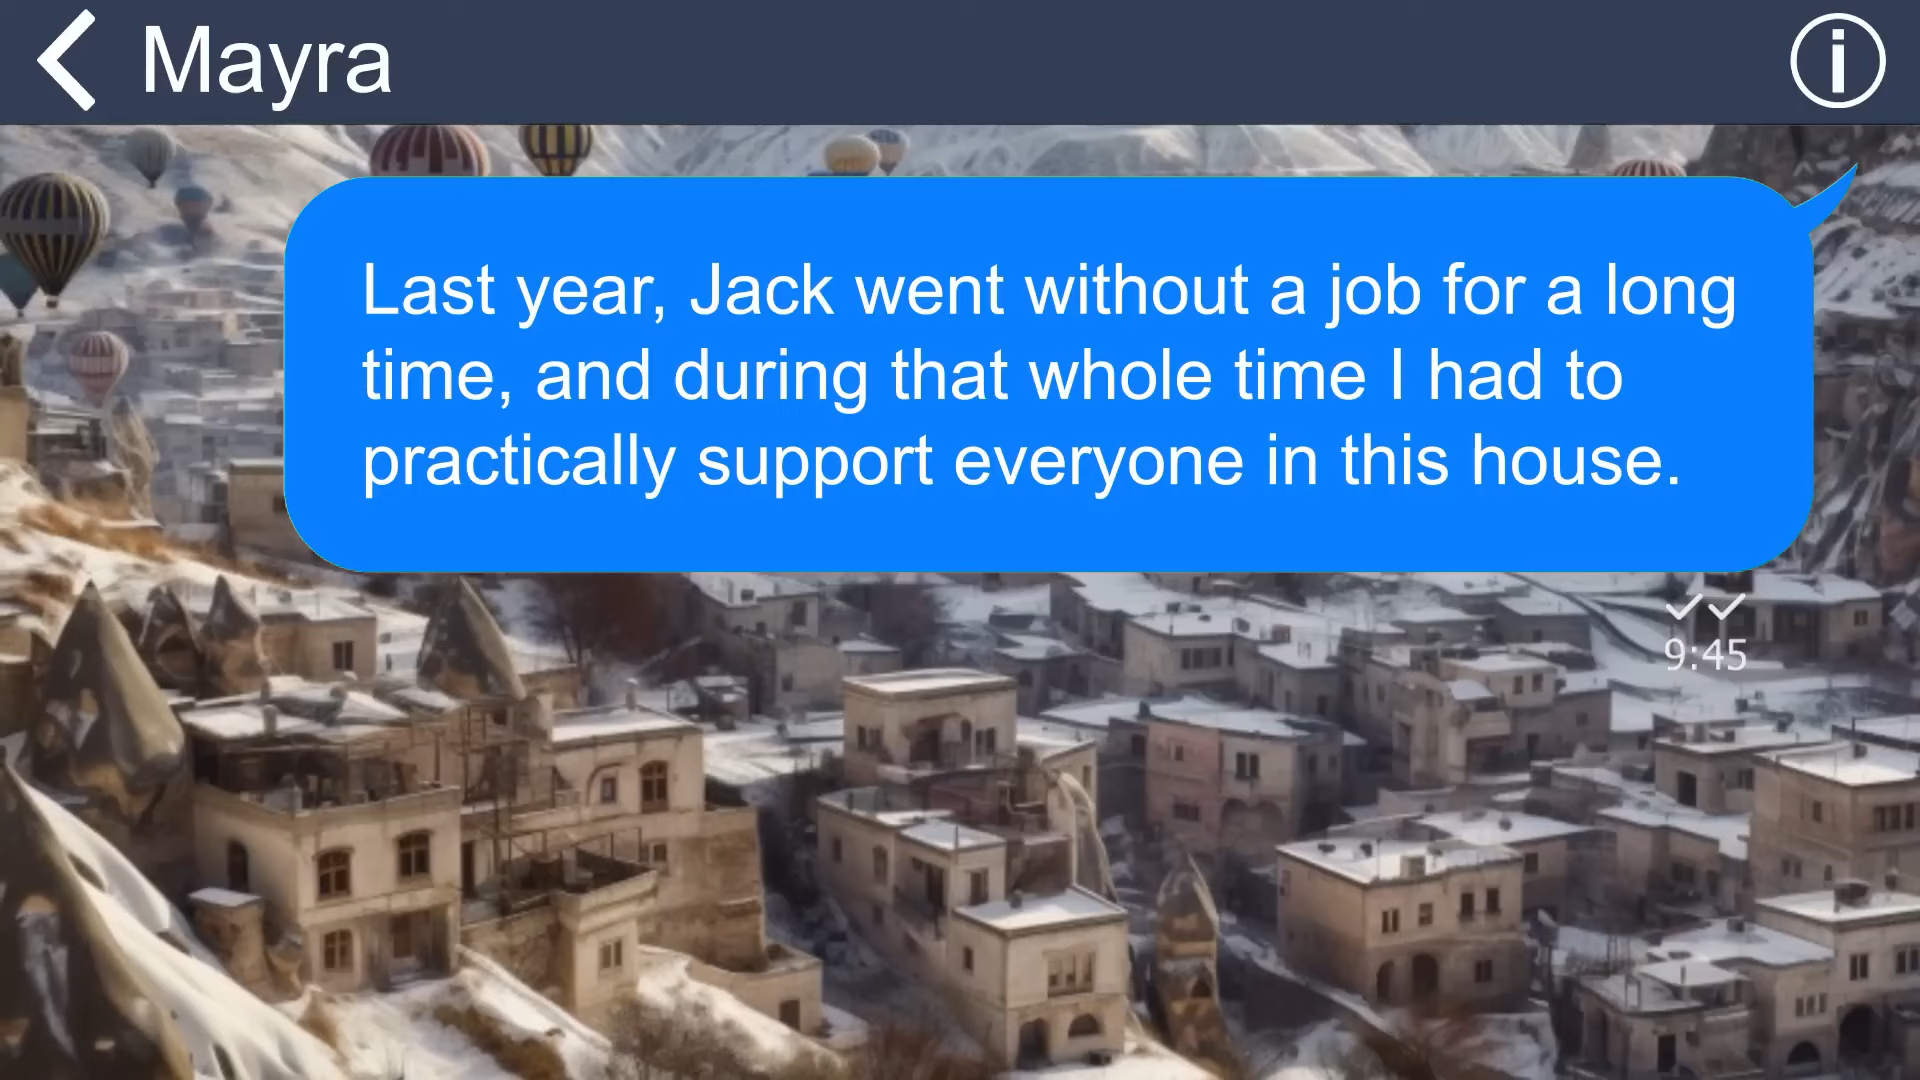 Mayra
Last year, Jack went without a job for a long
time, and during that whole time I had to
practically support everyone in this house.
9:45